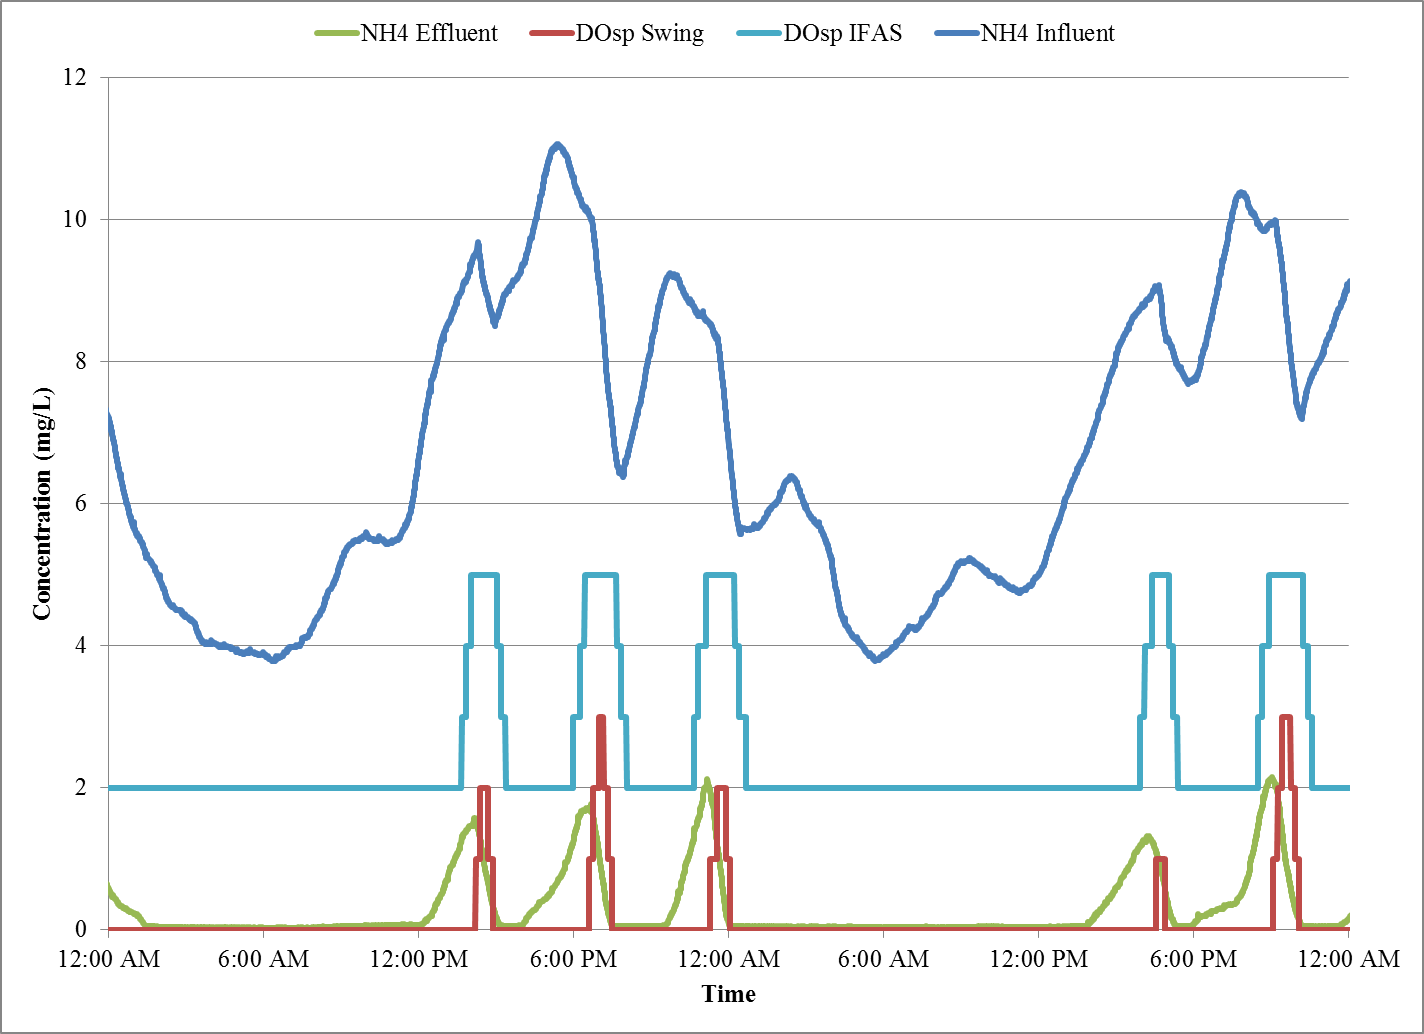 NH4 Effluent DOsp Swing DOsp IFAS NH4 Influent
12
10
8
6
4
2
0
Concentration (mg/L)
12:00 AM 6:00 AM 12:00 PM 6:00 PM 12:00 AM 6:00 AM 12:00 PM 6:00 PM 12:00 AM
Time